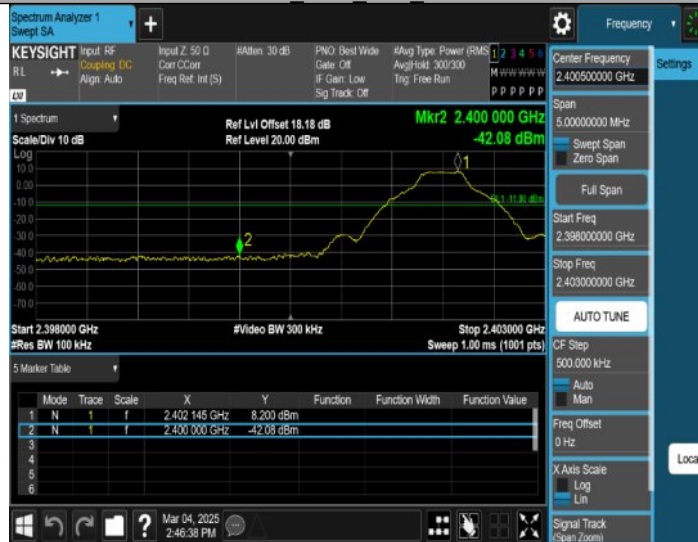 Spectrum Analyzer 1
Swept SA
+
Frequency
KEYSIGHT
RL
LXI
Input: RF
Coupling: DC
Align: Auto
Input Z: 50 Ω
Corr CCorr
Freq Ref: Int (S)
#Atten: 30 dB
PNO: Best Wide
Gate: Off
IF Gain: Low
Sig Track: Off
#Avg Type: Power (RMS
Avg|Hold: 300/300
Trig: Free Run
1 2 3 4 5 6
M W W W W W
P P P P P P
1 Spectrum
Scale/Div 10 dB
Ref Lvl Offset 18.18 dB
Ref Level 20.00 dBm
Mkr2 2.400 000 GHz
-42.08 dBm
Log
10.0
0.00
-10.0
-20.0
-30.0
-40.0
-50.0
-60.0
-70.0
1
2
Start 2.398000 GHz
#Res BW 100 kHz
#Video BW 300 kHz
Stop 2.403000 GHz
Sweep 1.00 ms (1001 pts)
5 Marker Table
Mode Trace Scale X Y Function Function Width Function Value
1 N 1 f 2.402 145 GHz 8.200 dBm
2 N 1 f 2.400 000 GHz -42.08 dBm
3
4
5
6
Mar 04, 2025
2:46:38 PM
Center Frequency
2.400500000 GHz
Span
5.00000000 MHz
Swept Span
Zero Span
Full Span
Start Freq
2.398000000 GHz
Stop Freq
2.403000000 GHz
AUTO TUNE
CF Step
500.000 kHz
Auto
Man
Freq Offset
0 Hz
X Axis Scale
Log
Lin
Signal Track
(Span Zoom)
Settings
Loca